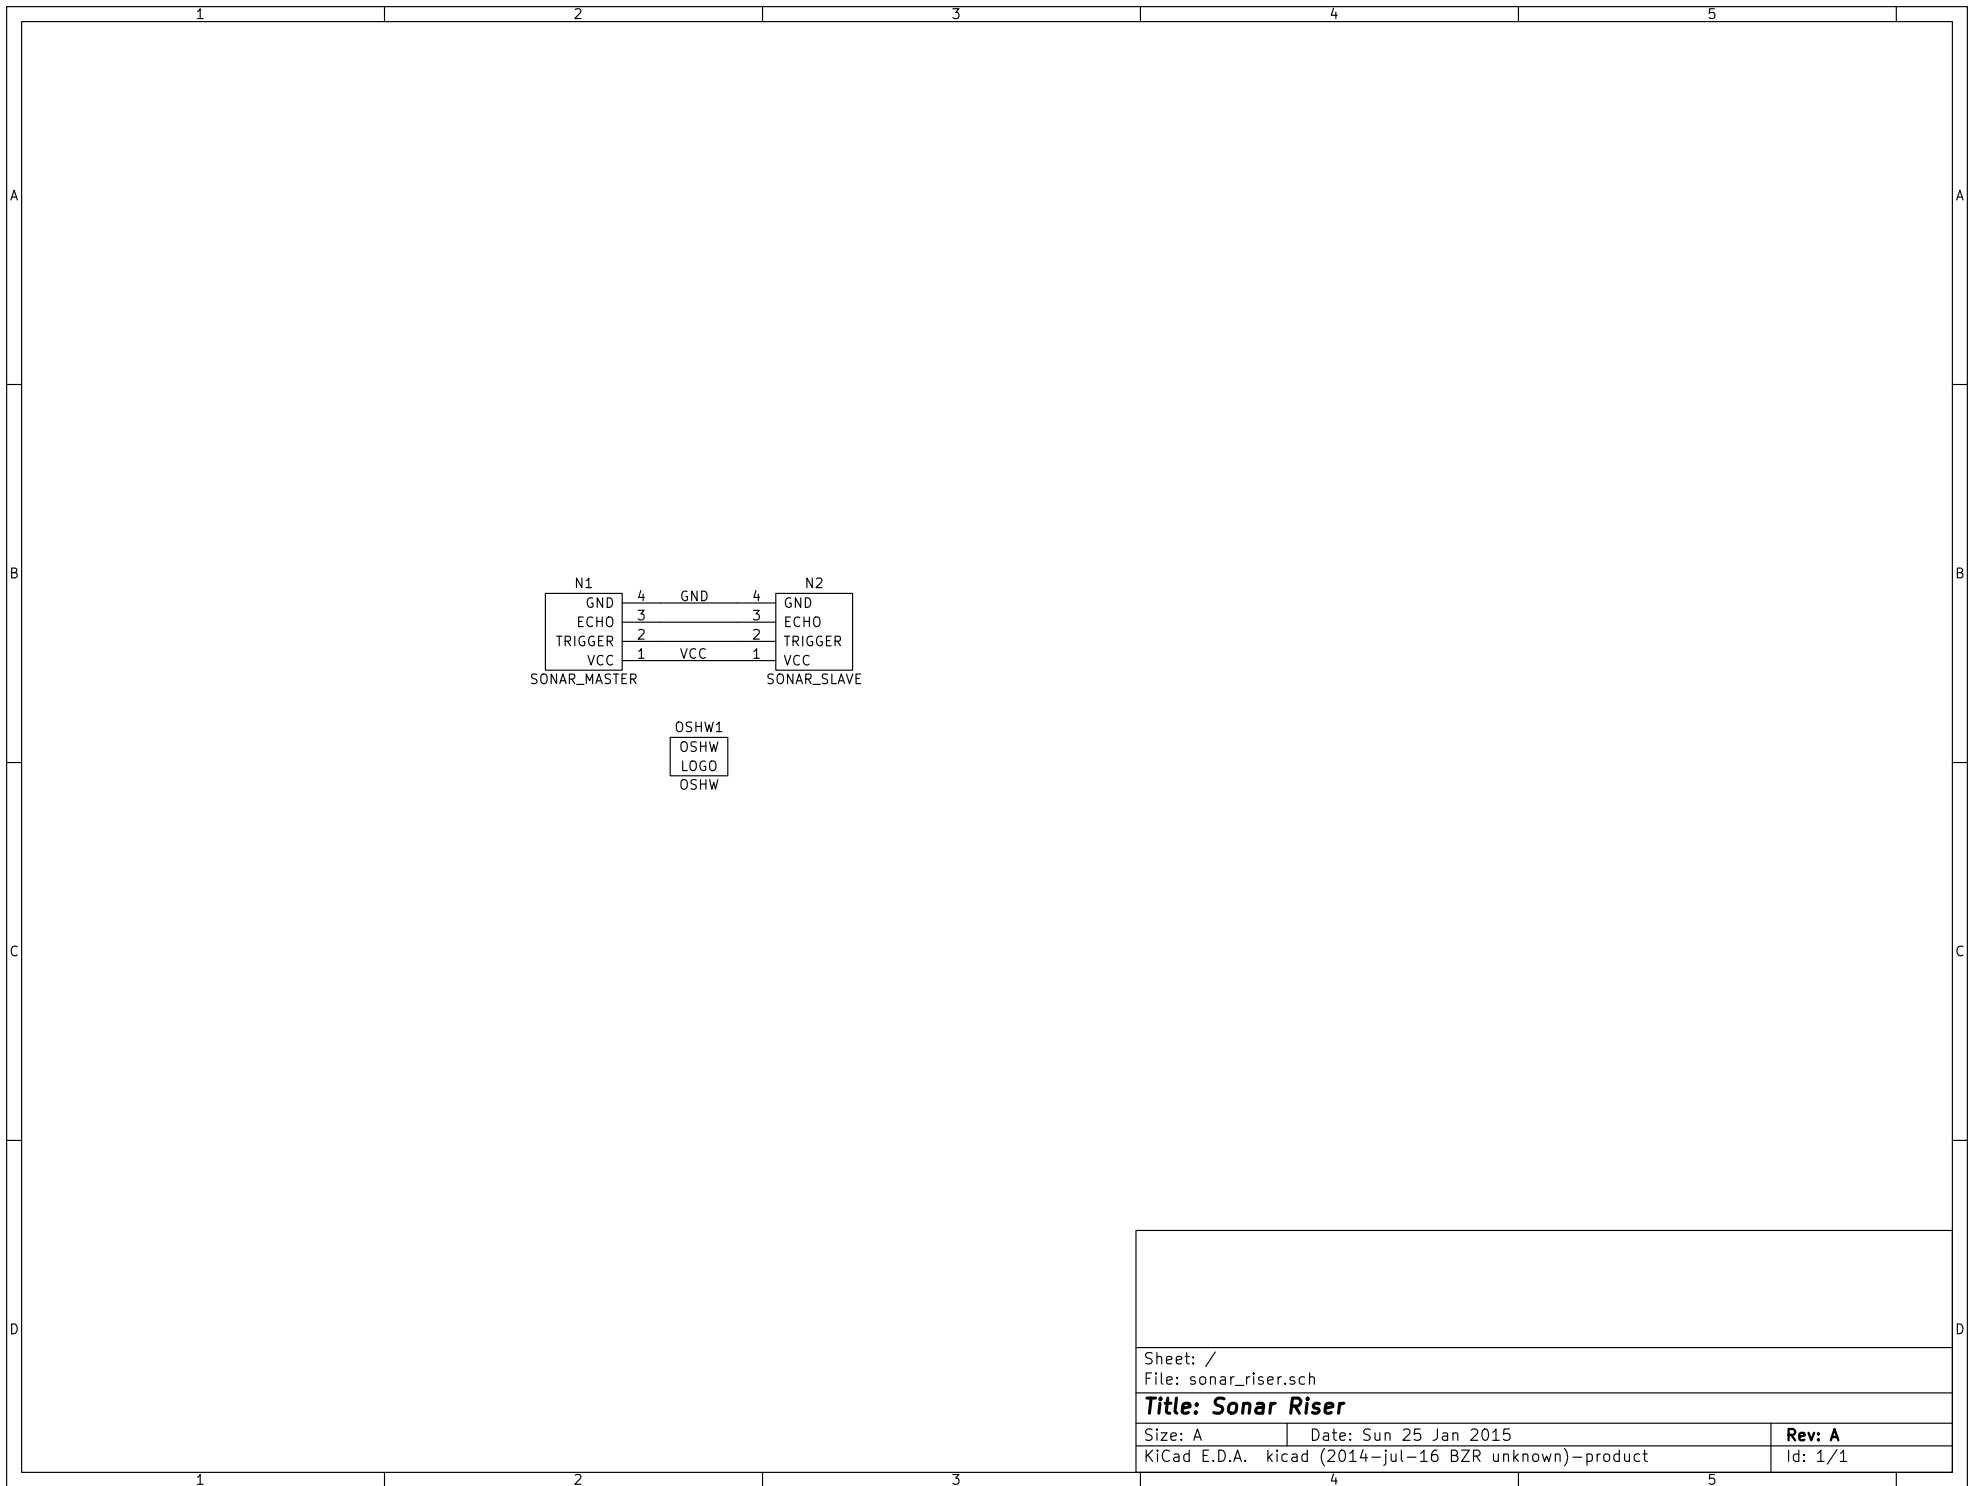 1 2 3 4 5
A A
B B
N1 N2
GND 4 GND 4 GND
ECHO 3 3 ECHO
TRIGGER 2 2 TRIGGER
VCC 1 VCC 1 VCC
SONAR_MASTER SONAR_SLAVE
OSHW1
OSHW
LOGO
OSHW
C C
D D
Sheet: /
File: sonar_riser.sch
Title: Sonar Riser
Size: A Date: Sun 25 Jan 2015 Rev: A
KiCad E.D.A. kicad (2014-jul-16 BZR unknown)-product Id: 1/1
1 2 3 4 5